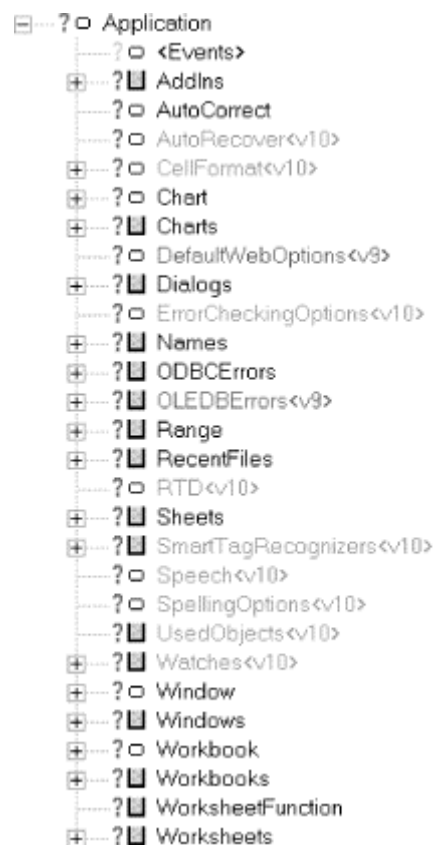 ? Application
? <Events>
? AddIns
? AutoCorrect
? AutoRecover<v10>
? CellFormat<v10>
? Chart
? Charts
? DefaultWebOptions<v9>
? Dialogs
? ErrorCheckingOptions<v10>
? Names
? ODBCErrors
? OLEDBErrors<v9>
? Range
? RecentFiles
? RTD<v10>
? Sheets
? SmartTagRecognizers<v10>
? Speech<v10>
? SpellingOptions<v10>
? UsedObjects<v10>
? Watches<v10>
? Window
? Windows
? Workbook
? Workbooks
? WorksheetFunction
? Worksheets